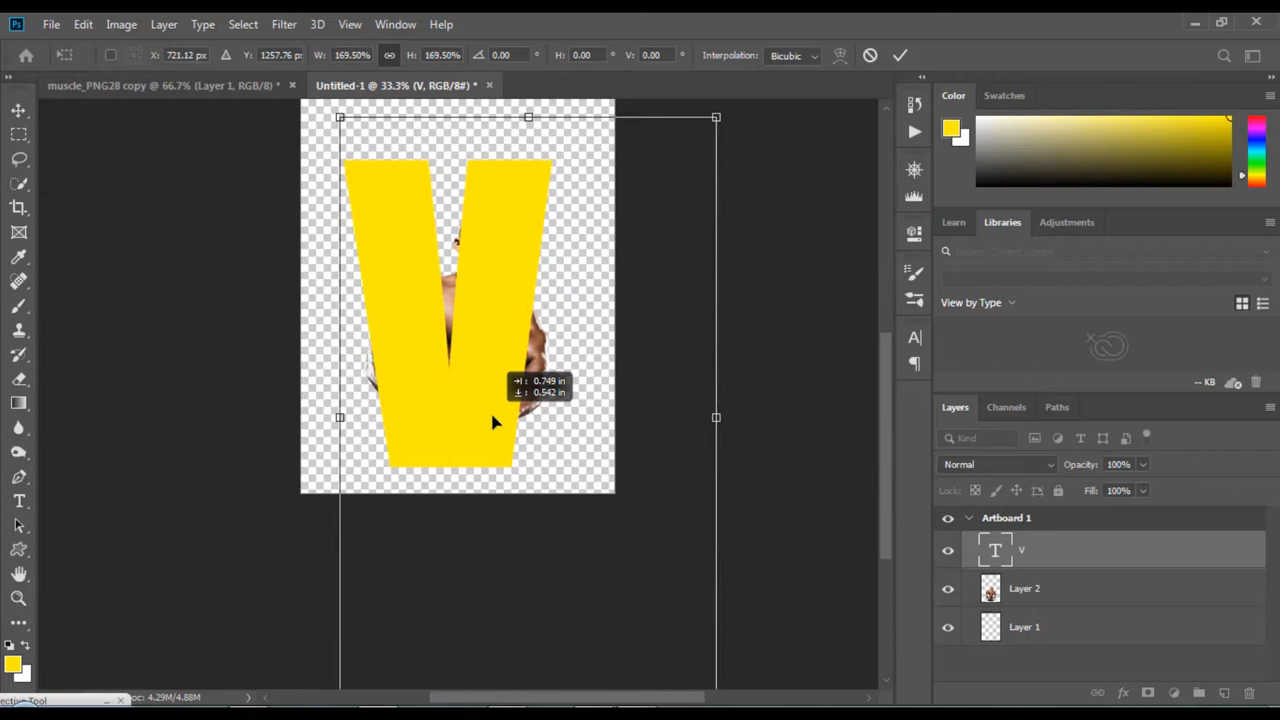 Ps File Edit Image Layer Type Select Filter 3D View Window Help
X: 721.12 px Y: 1257.76 px W: 169.50% H: 169.50% 0.00 ° H: 0.00 ° V: 0.00 ° Interpolation: Bicubic
muscle_PNG28 copy @ 66.7% (Layer 1, RGB/8) * × Untitled-1 @ 33.3% (V, RGB/8#) * ×
Color Swatches
V
Learn Libraries Adjustments
View by Type
: 0.749 in
: 0.542 in
-- KB
Layers Channels Paths
Kind
Normal Opacity: 100%
Lock: Fill: 100%
Artboard 1
T V
Layer 2
Layer 1
ective Tool
oc: 4.29M/4.88M